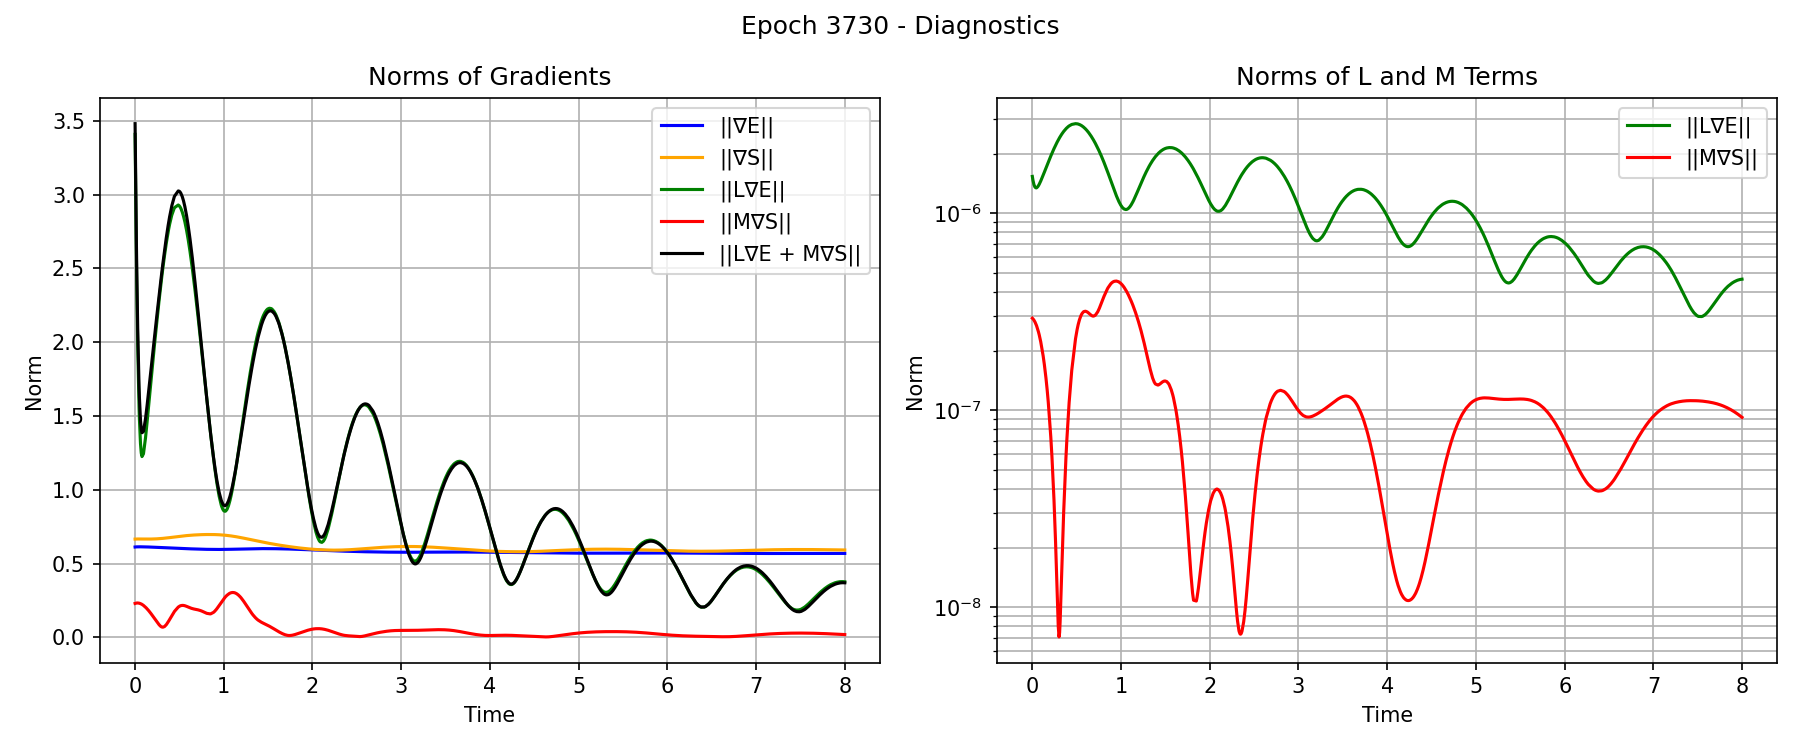 Epoch 3730 - Diagnostics
Norms of Gradients
Norm
3.5
3.0
2.5
2.0
1.5
1.0
0.5
0.0
||∇E||
||∇S||
||L∇E||
||M∇S||
||L∇E + M∇S||
0 1 2 3 4 5 6 7 8
Time
Norms of L and M Terms
Norm
10⁻⁶
10⁻⁷
10⁻⁸
||L∇E||
||M∇S||
0 1 2 3 4 5 6 7 8
Time